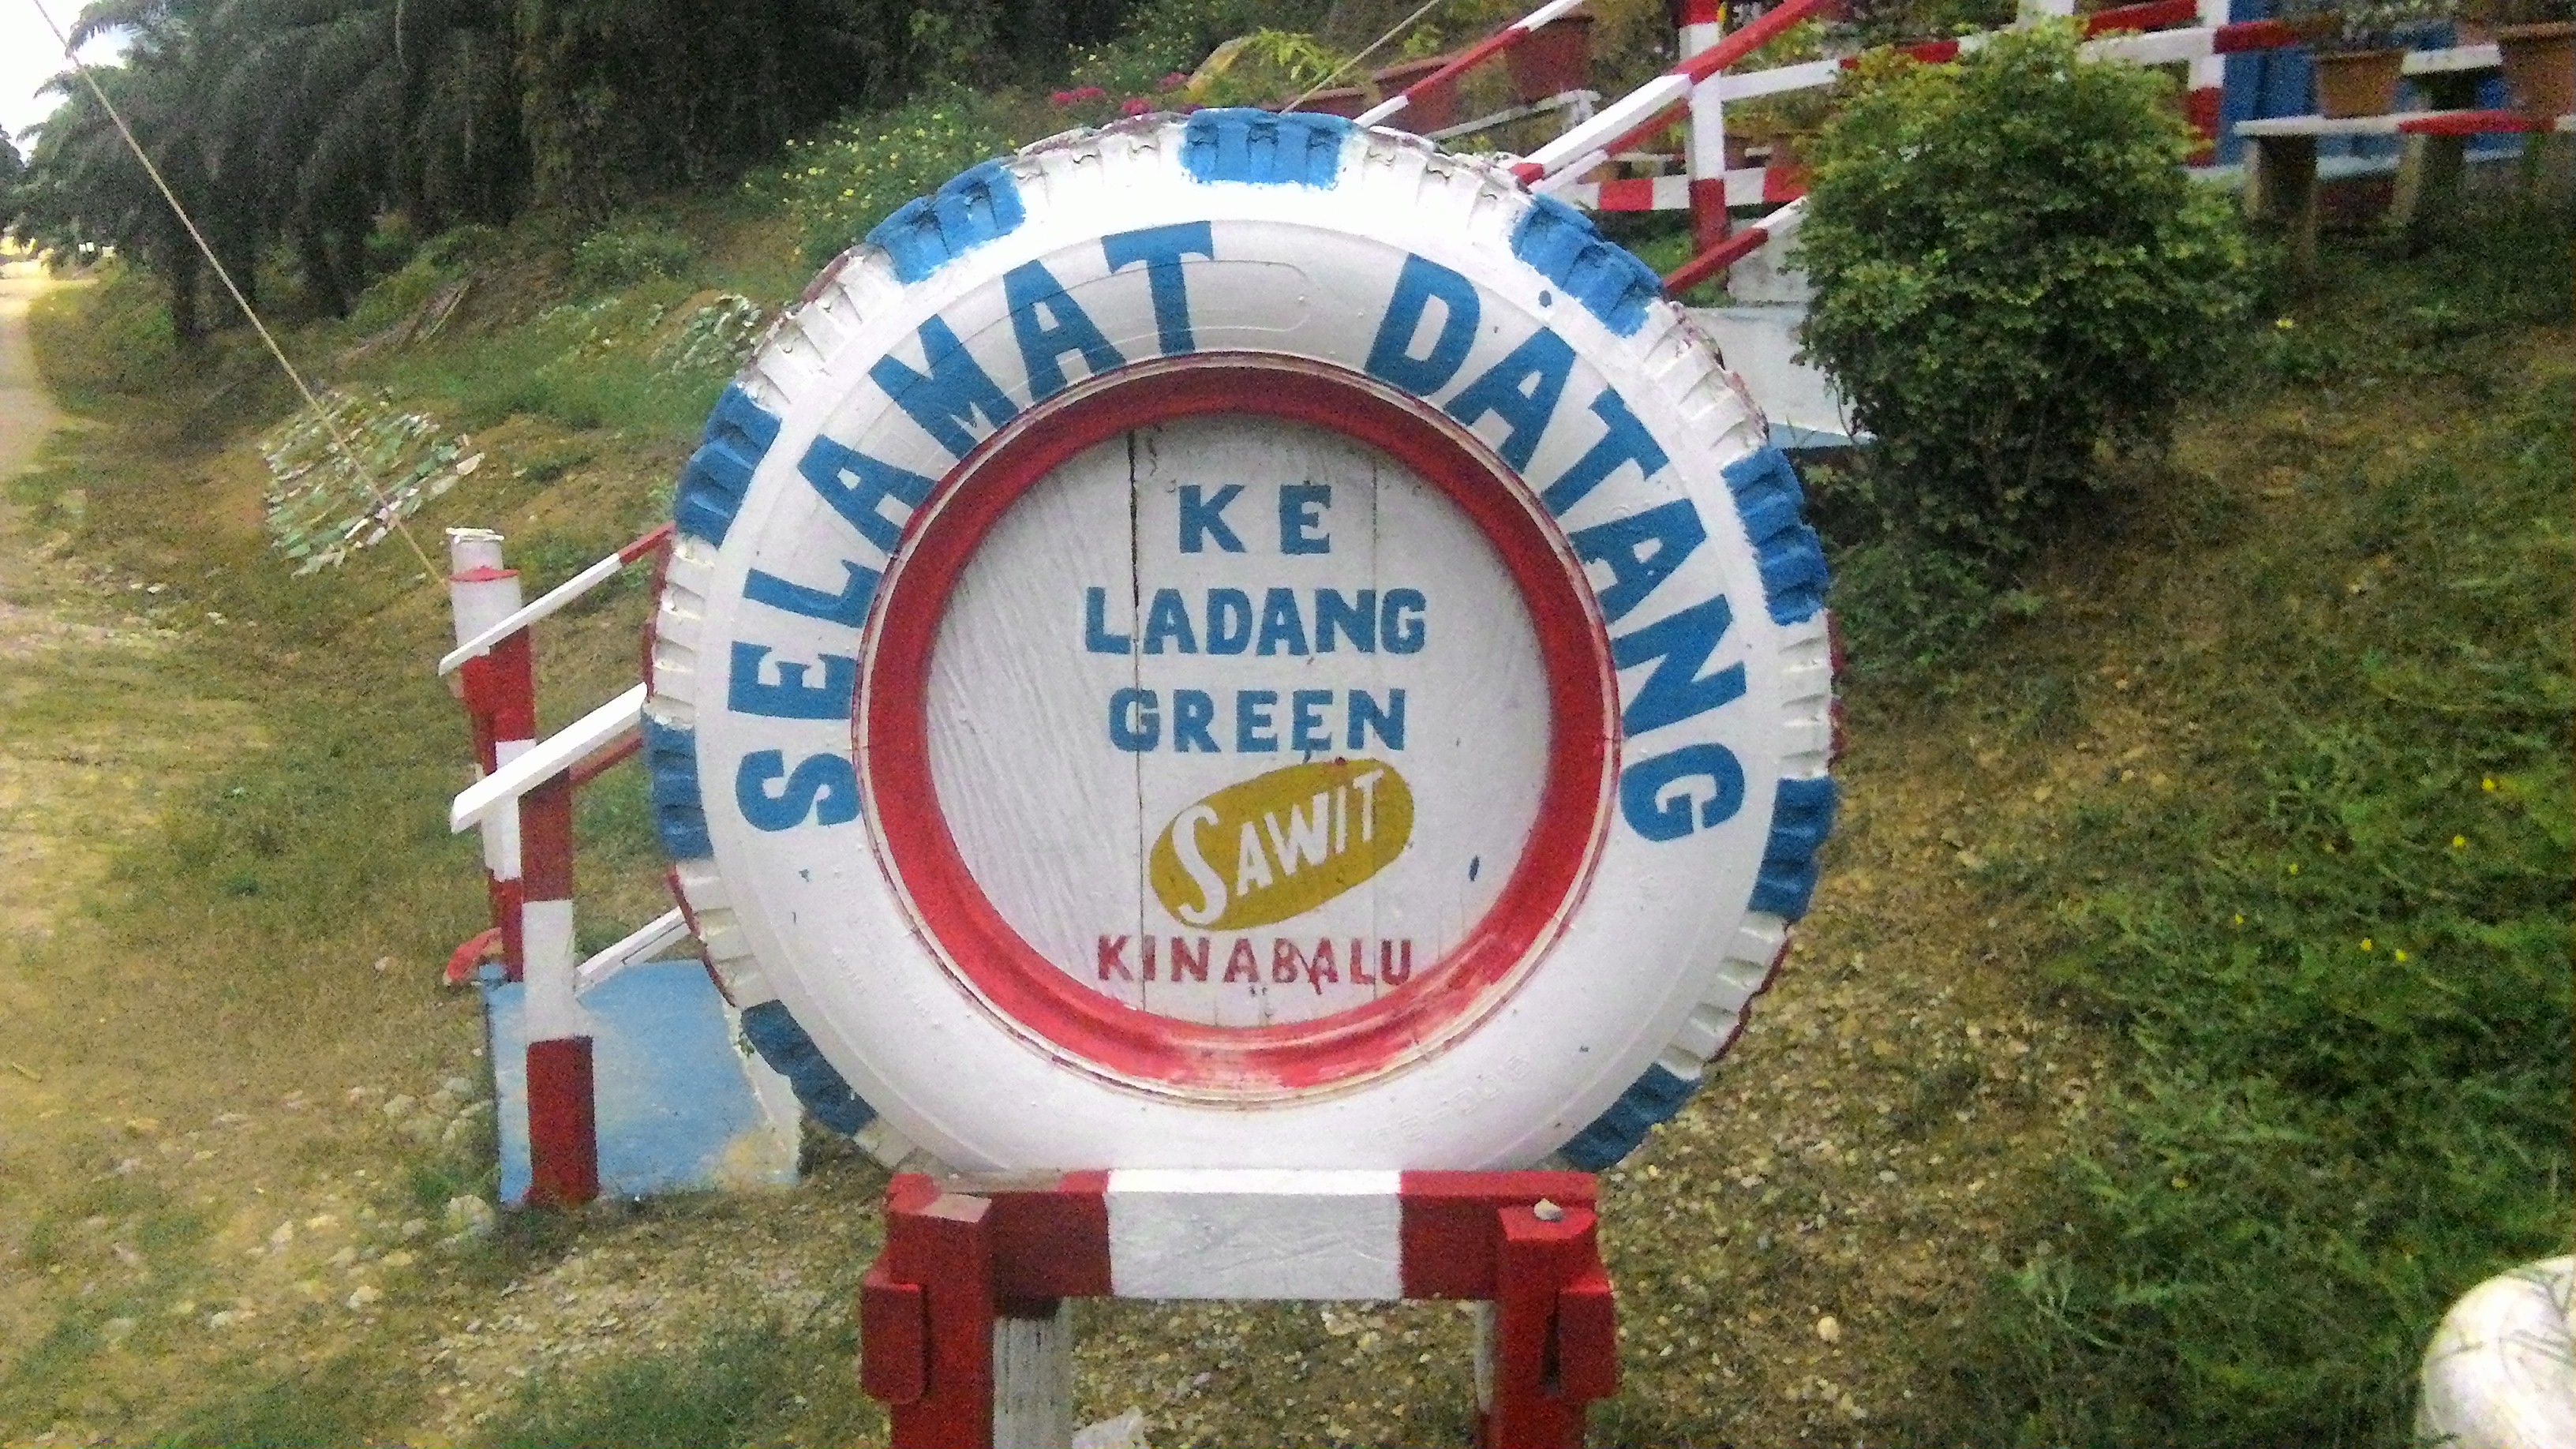 SELAMAT DATANG
KE
LADANG
GREEN
SAWIT
KINABALU